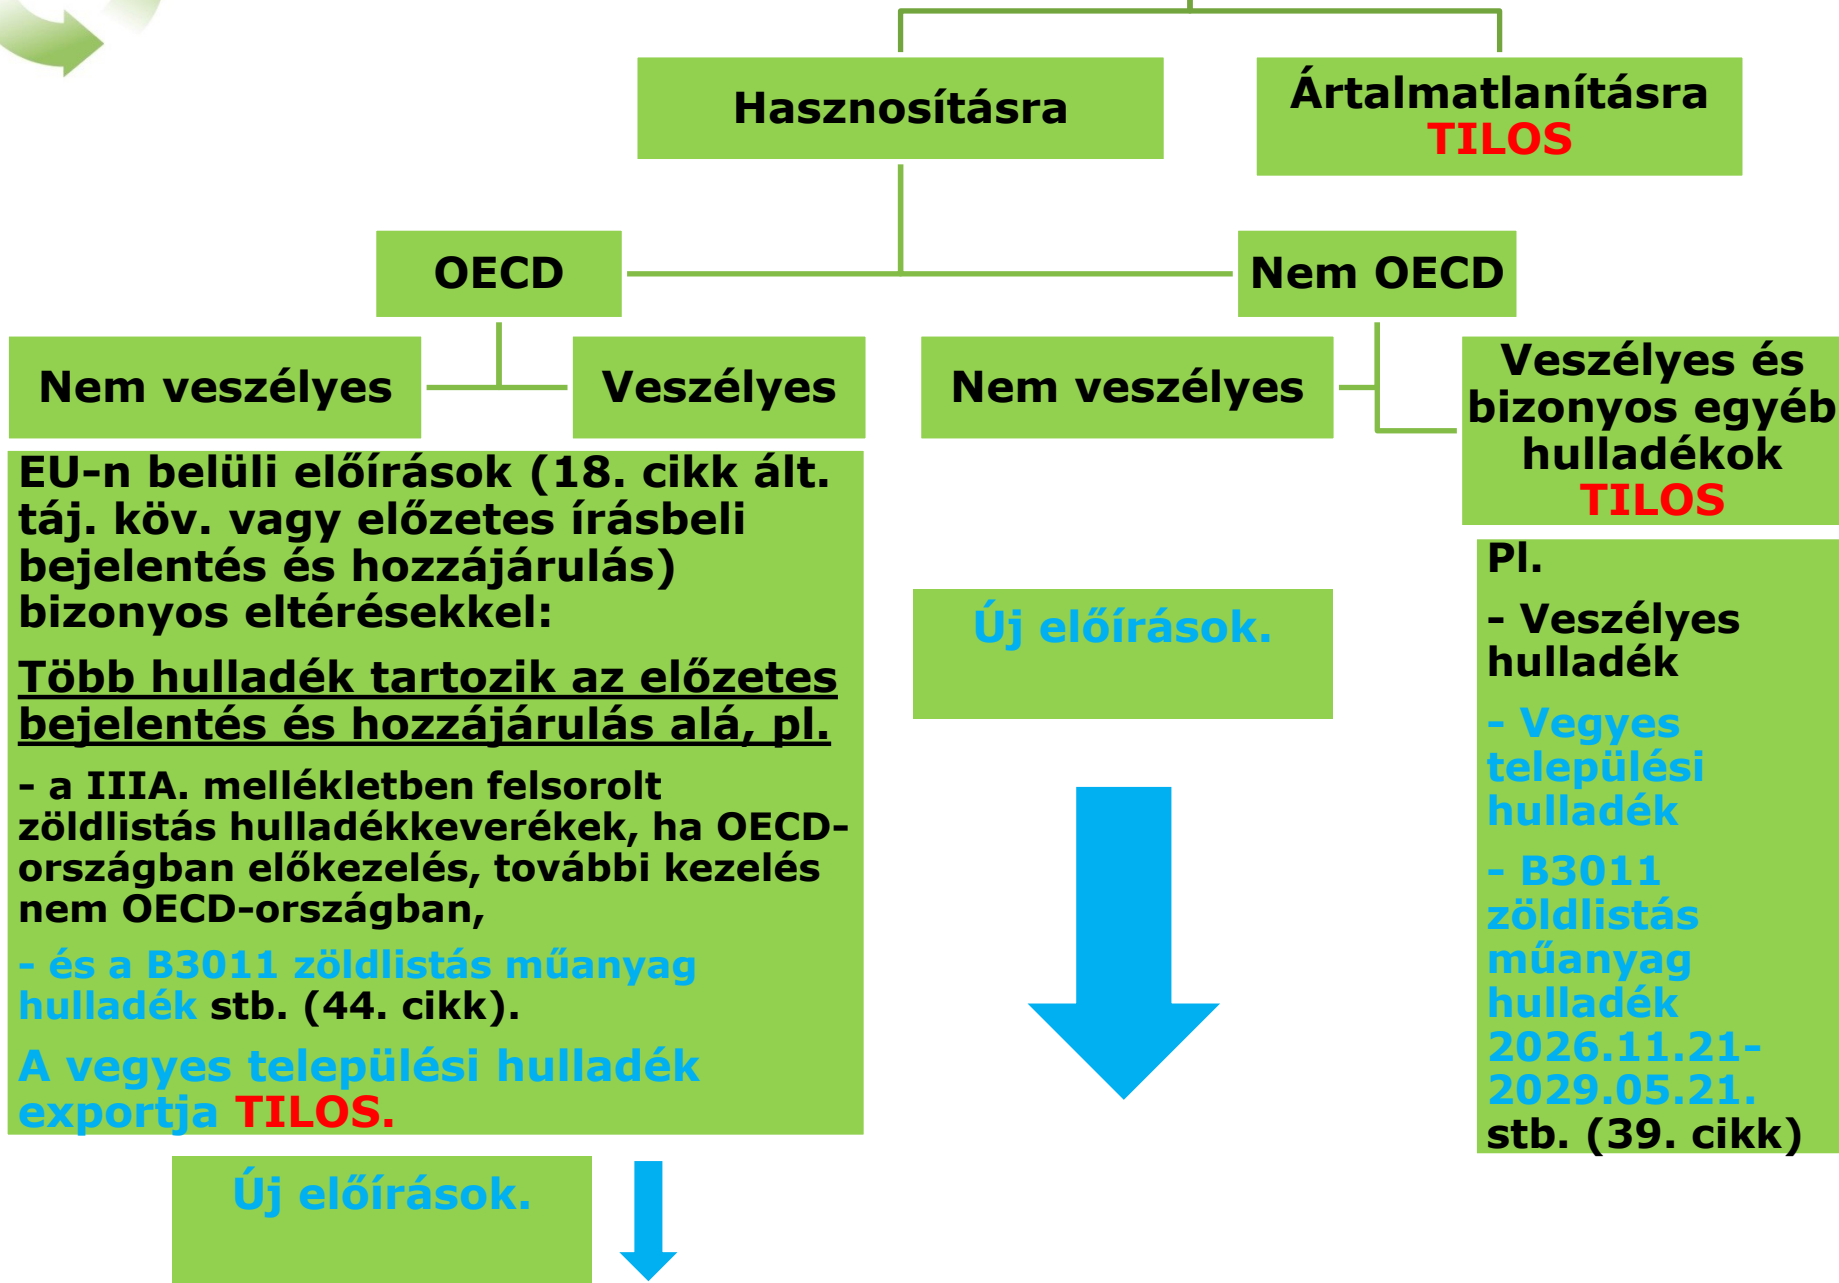 Hasznosításra
Ártalmatlanításra
TILOS
OECD
Nem OECD
Nem veszélyes
Veszélyes
Nem veszélyes
Veszélyes és
bizonyos egyéb
hulladékok
TILOS
EU-n belüli előírások (18. cikk ált.
táj. köv. vagy előzetes írásbeli
bejelentés és hozzájárulás)
bizonyos eltérésekkel:
Több hulladék tartozik az előzetes
bejelentés és hozzájárulás alá, pl.
- a IIIA. mellékletben felsorolt
zöldlistás hulladékkeverékek, ha OECD-
országban előkezelés, további kezelés
nem OECD-országban,
- és a B3011 zöldlistás műanyag
hulladék stb. (44. cikk).
A vegyes települési hulladék
exportja TILOS.
Új előírások.
Új előírások.
Pl.
- Veszélyes
hulladék
- Vegyes
települési
hulladék
- B3011
zöldlistás
műanyag
hulladék
2026.11.21-
2029.05.21.
stb. (39. cikk)